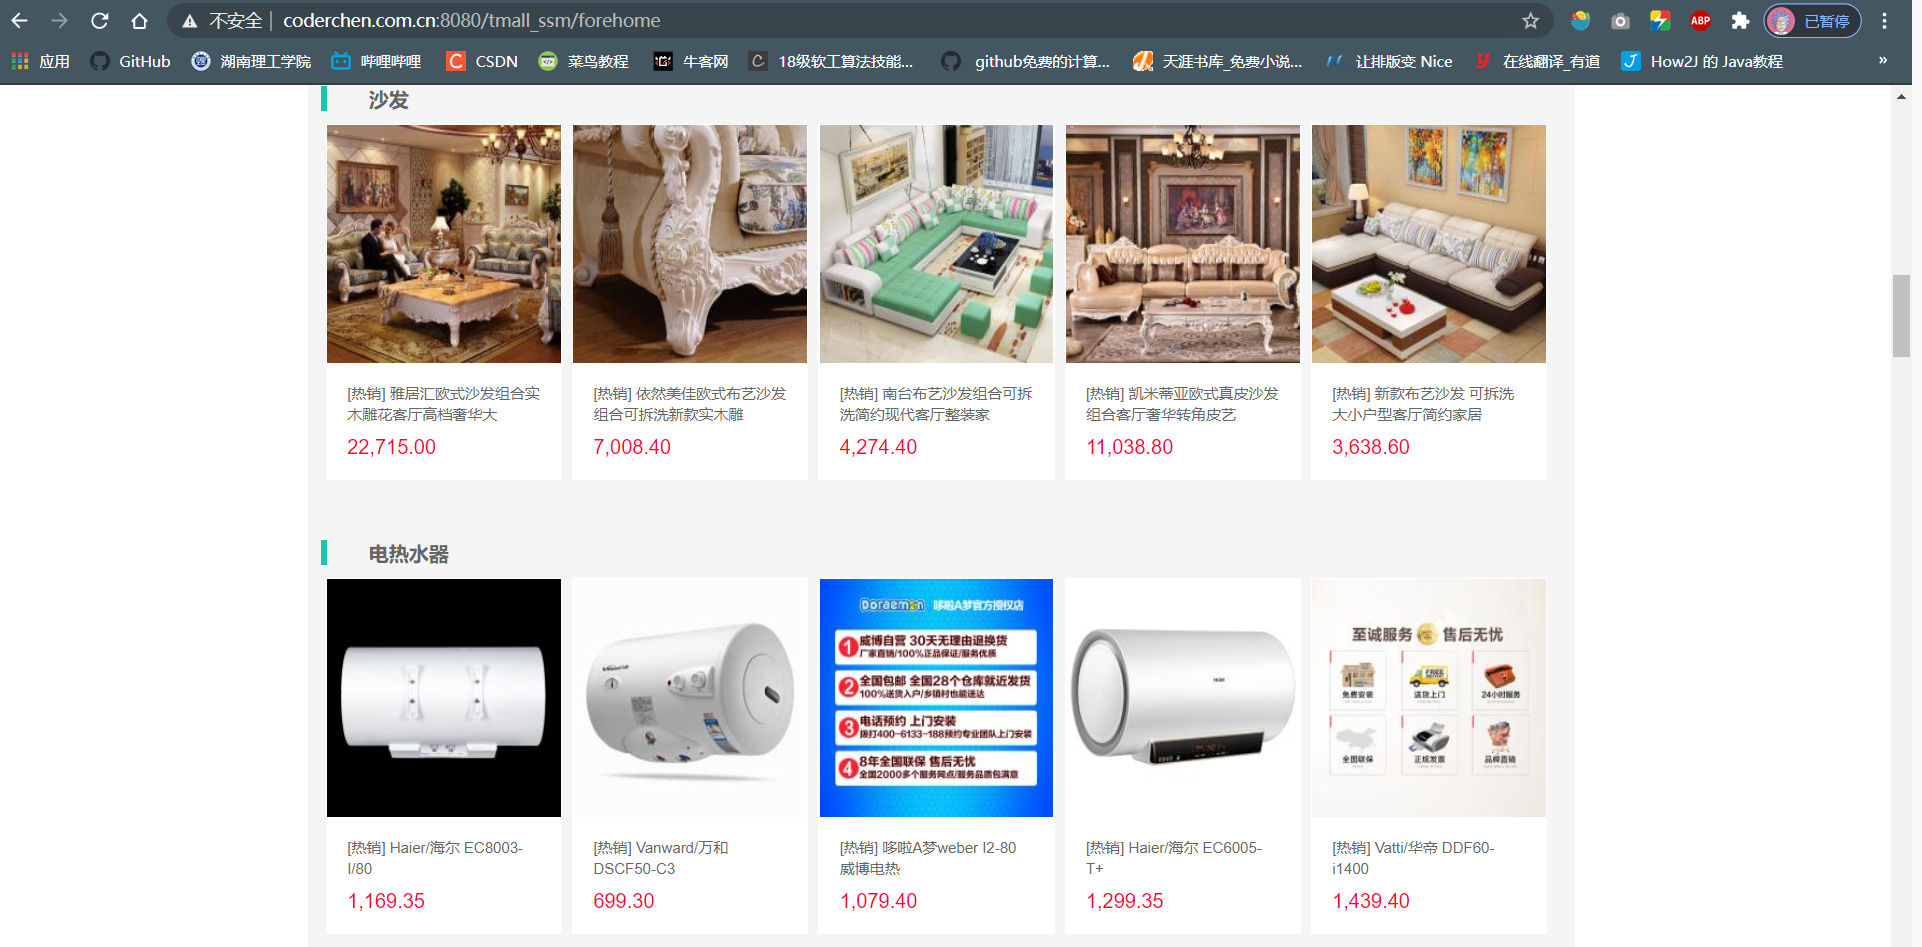 不安全 coderchen.com.cn:8080/tmall_ssm/forehome ABP 已暂停
应用 GitHub 湖南理工学院 哔哩哔哩 CSDN 菜鸟教程 牛客网 18级软工算法技能... github免费的计算... 天涯书库_免费小说... 让排版变 Nice 在线翻译_有道 How2J 的 Java教程 »
沙发
[热销] 雅居汇欧式沙发组合实
木雕花客厅高档奢华大
22,715.00
[热销] 依然美佳欧式布艺沙发
组合可拆洗新款实木雕
7,008.40
[热销] 南台布艺沙发组合可拆
洗简约现代客厅整装家
4,274.40
[热销] 凯米蒂亚欧式真皮沙发
组合客厅奢华转角皮艺
11,038.80
[热销] 新款布艺沙发 可拆洗
大小户型客厅简约家居
3,638.60
电热水器
Doraemon 哆啦A梦官方授权店
1 威博自营 30天无理由退换货
厂家直销/100%正品保证/服务优质
2 全国包邮 全国28个仓库就近发货
100%送货入户/乡镇村也能送达
3 电话预约 上门安装
拨打400-6133-188预约专业团队上门安装
4 8年全国联保 售后无忧
全国2000多个服务网点/服务品质包满意
Haier
至诚服务 售后无忧
FREE
免费安装 送货上门 24小时服务
全国联保 正规发票 品牌直销
[热销] Haier/海尔 EC8003-
I/80
1,169.35
[热销] Vanward/万和
DSCF50-C3
699.30
[热销] 哆啦A梦weber I2-80
威博电热
1,079.40
[热销] Haier/海尔 EC6005-
T+
1,299.35
[热销] Vatti/华帝 DDF60-
i1400
1,439.40